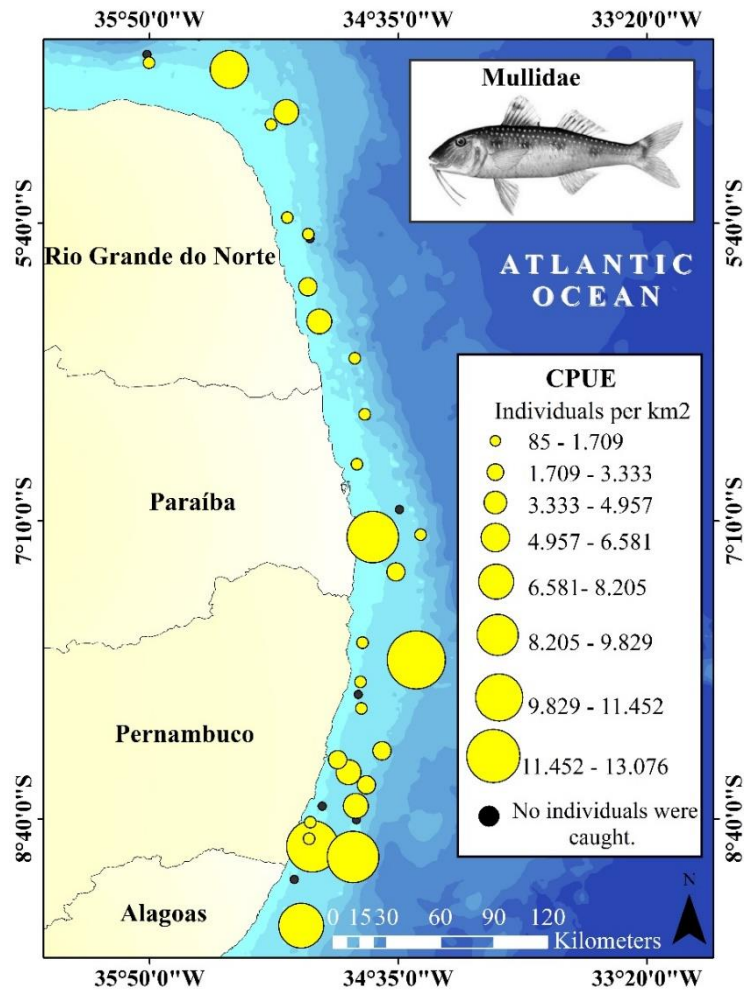 35°50'0"W 34°35'0"W 33°20'0"W
Mullidae
5°40'0"S 5°40'0"S
Rio Grande do Norte
ATLANTIC
OCEAN
CPUE
Individuals per km2
85 - 1.709
1.709 - 3.333
3.333 - 4.957
4.957 - 6.581
6.581- 8.205
8.205 - 9.829
9.829 - 11.452
11.452 - 13.076
No individuals were
caught.
Paraíba
7°10'0"S 7°10'0"S
Pernambuco
8°40'0"S 8°40'0"S
Alagoas
N
0 15 30 60 90 120
Kilometers
35°50'0"W 34°35'0"W 33°20'0"W